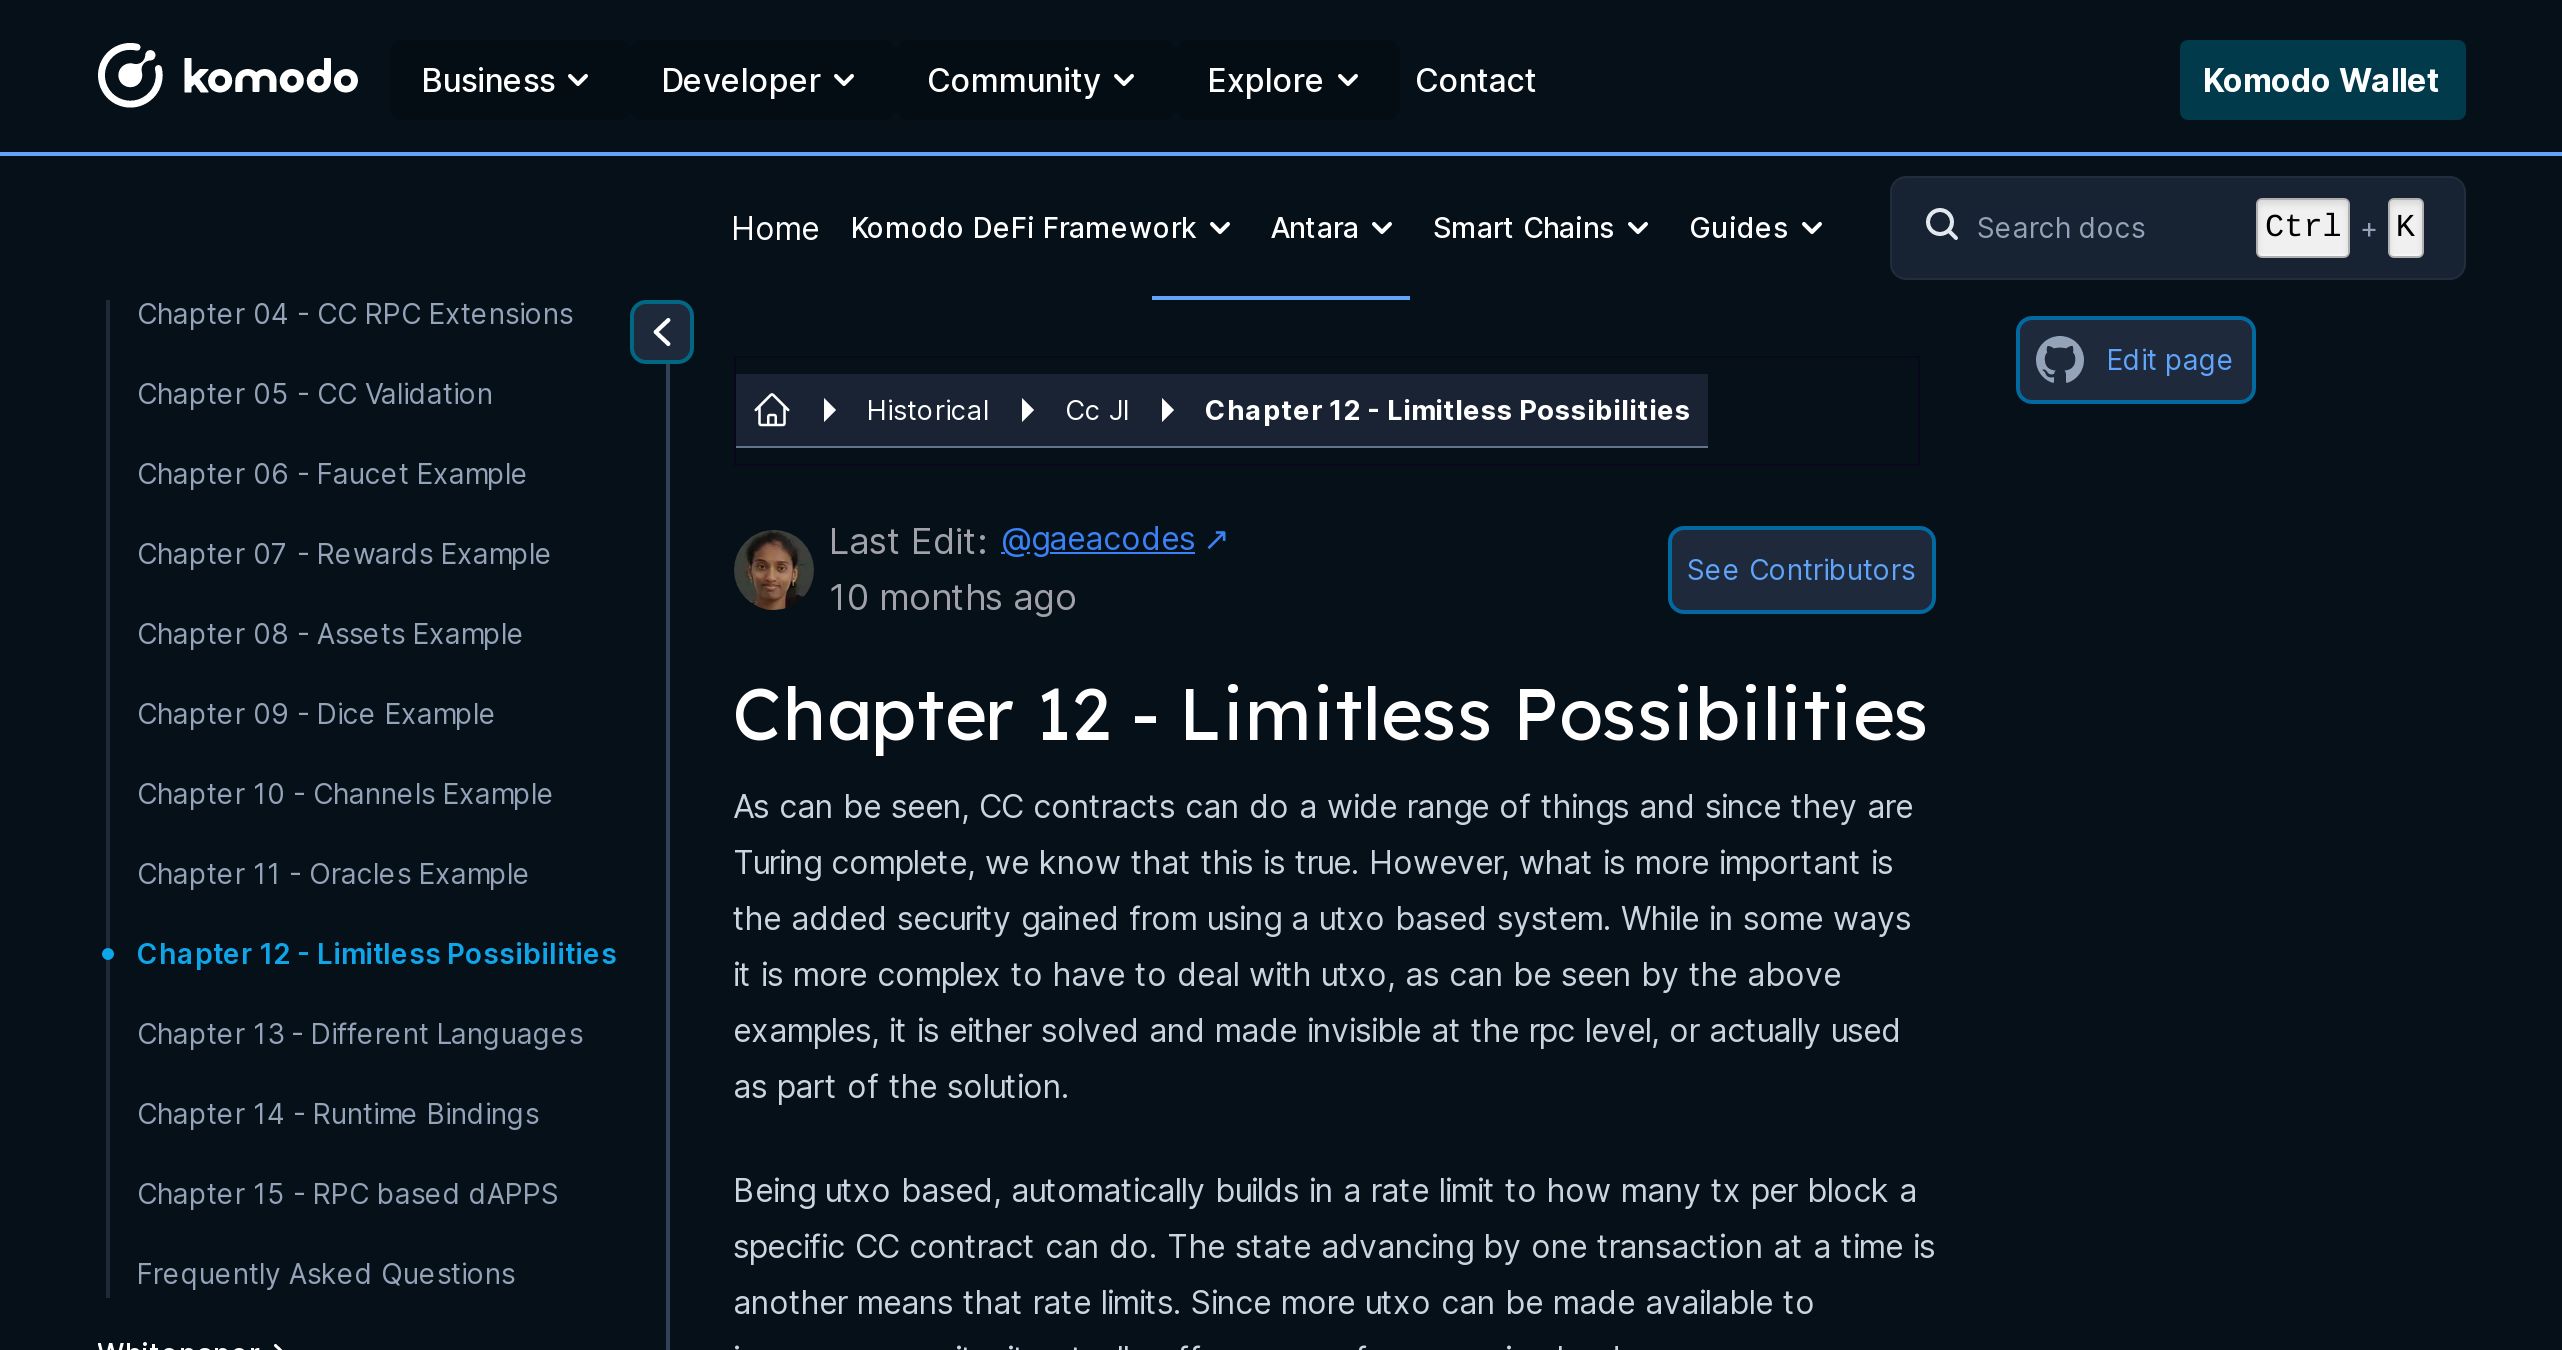 komodo
Business
Developer
Community
Explore
Contact
Komodo Wallet
Home
Komodo DeFi Framework
Antara
Smart Chains
Guides
Search docs
Ctrl + K
Chapter 04 - CC RPC Extensions
Chapter 05 - CC Validation
Chapter 06 - Faucet Example
Chapter 07 - Rewards Example
Chapter 08 - Assets Example
Chapter 09 - Dice Example
Chapter 10 - Channels Example
Chapter 11 - Oracles Example
Chapter 12 - Limitless Possibilities
Chapter 13 - Different Languages
Chapter 14 - Runtime Bindings
Chapter 15 - RPC based dAPPS
Frequently Asked Questions
Whitepaper
Historical
Cc Jl
Chapter 12 - Limitless Possibilities
Edit page
Last Edit: @gaeacodes ↗
10 months ago
See Contributors
Chapter 12 - Limitless Possibilities
As can be seen, CC contracts can do a wide range of things and since they are
Turing complete, we know that this is true. However, what is more important is
the added security gained from using a utxo based system. While in some ways
it is more complex to have to deal with utxo, as can be seen by the above
examples, it is either solved and made invisible at the rpc level, or actually used
as part of the solution.
Being utxo based, automatically builds in a rate limit to how many tx per block a
specific CC contract can do. The state advancing by one transaction at a time is
another means that rate limits. Since more utxo can be made available to